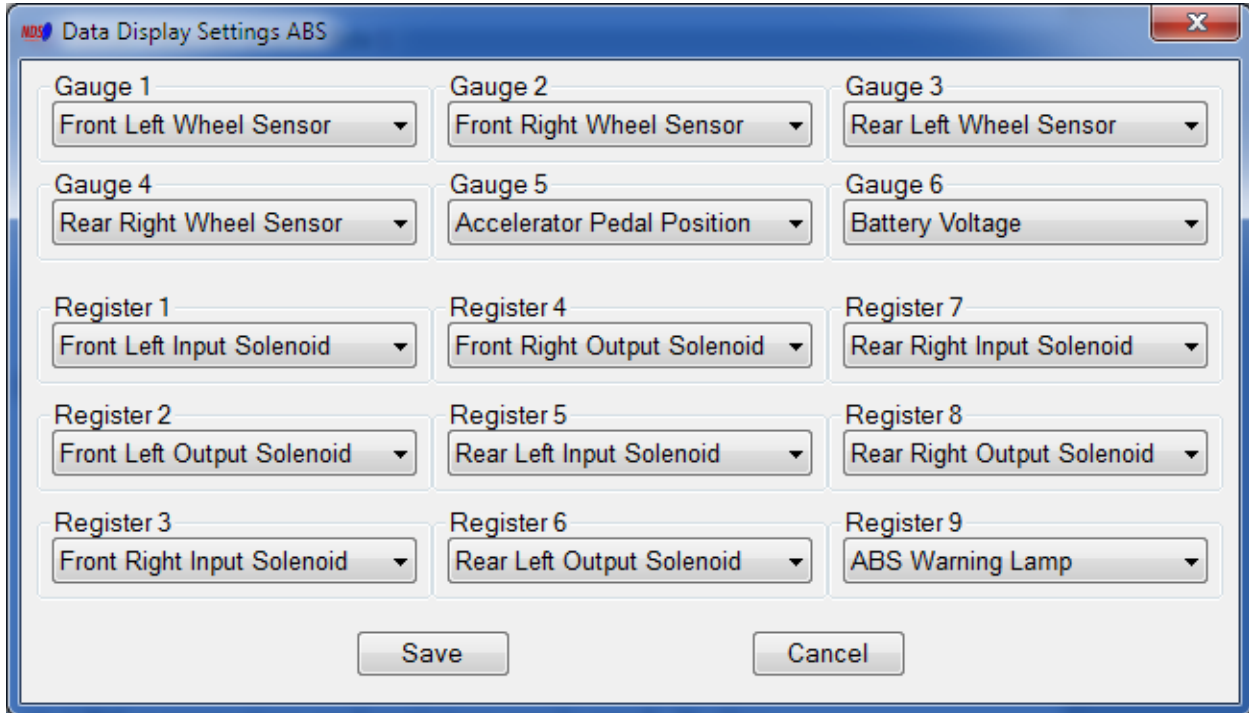 MDS Data Display Settings ABS
Gauge 1
Front Left Wheel Sensor
Gauge 2
Front Right Wheel Sensor
Gauge 3
Rear Left Wheel Sensor
Gauge 4
Rear Right Wheel Sensor
Gauge 5
Accelerator Pedal Position
Gauge 6
Battery Voltage
Register 1
Front Left Input Solenoid
Register 4
Front Right Output Solenoid
Register 7
Rear Right Input Solenoid
Register 2
Front Left Output Solenoid
Register 5
Rear Left Input Solenoid
Register 8
Rear Right Output Solenoid
Register 3
Front Right Input Solenoid
Register 6
Rear Left Output Solenoid
Register 9
ABS Warning Lamp
Save
Cancel